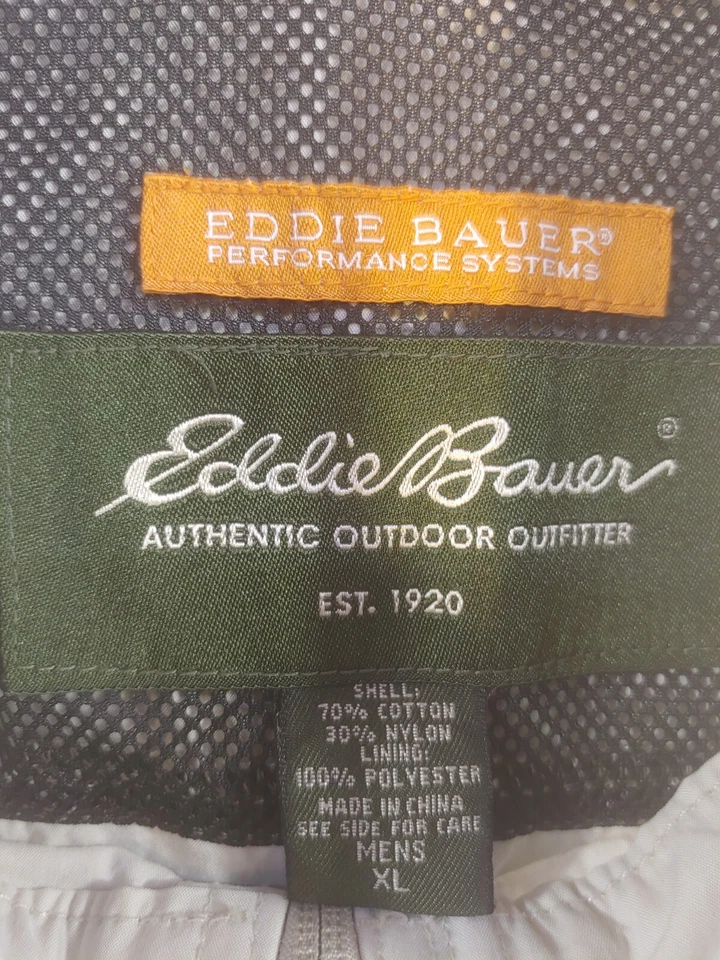 EDDIE BAUER®
PERFORMANCE SYSTEMS
Eddie Bauer®
AUTHENTIC OUTDOOR OUTFITTER
EST. 1920
SHELL:
70% COTTON
30% NYLON
LINING:
100% POLYESTER
MADE IN CHINA
SEE SIDE FOR CARE
MENS
XL